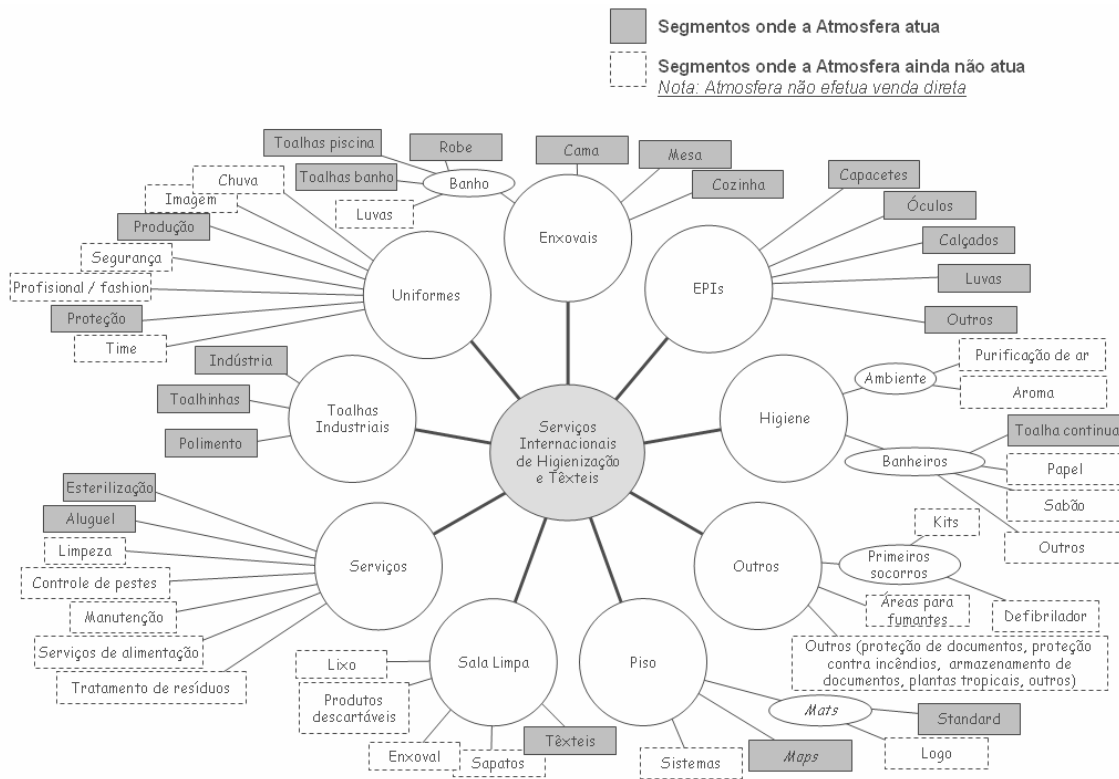 Segmentos onde a Atmosfera atua
Segmentos onde a Atmosfera ainda não atua
Nota: Atmosfera não efetua venda direta
Toalhas piscina
Robe
Toalhas banho
Banho
Luvas
Cama
Mesa
Cozinha
Enxovais
Capacetes
Óculos
Calçados
Luvas
Outros
EPIs
Chuva
Imagem
Produção
Segurança
Profisional / fashion
Proteção
Time
Uniformes
Indústria
Toalhinhas
Polimento
Toalhas
Industriais
Serviços
Internacionais
de Higienização
e Têxteis
Higiene
Ambiente
Purificação de ar
Aroma
Banheiros
Toalha continua
Papel
Sabão
Outros
Esterilização
Aluguel
Limpeza
Controle de pestes
Manutenção
Serviços de alimentação
Tratamento de resíduos
Serviços
Outros
Kits
Primeiros
socorros
Defibrilador
Áreas para
fumantes
Outros (proteção de documentos, proteção
contra incêndios, armazenamento de
documentos, plantas tropicais, outros)
Sala Limpa
Lixo
Produtos
descartáveis
Enxoval
Sapatos
Têxteis
Piso
Sistemas
Maps
Mats
Standard
Logo